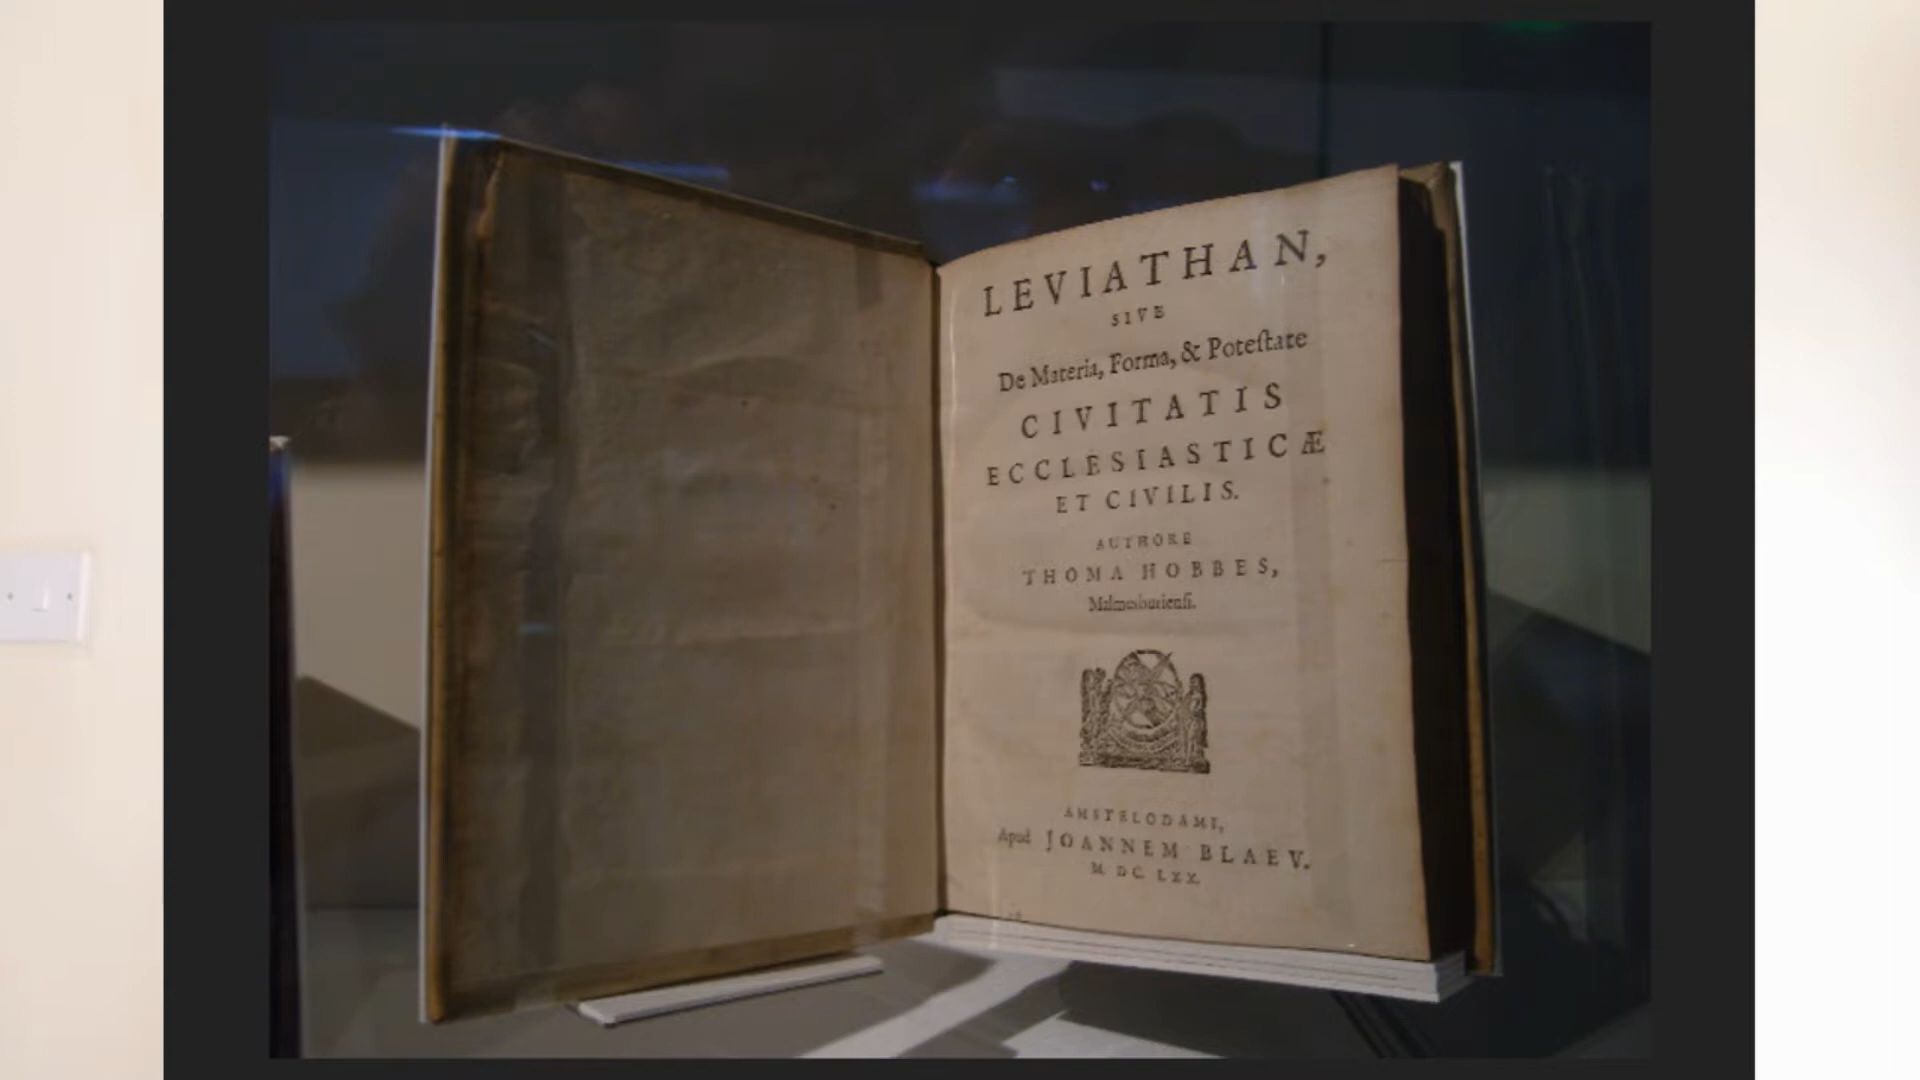 LEVIATHAN,
SIVE
De Materia, Forma, & Poteſtate
CIVITATIS
ECCLESIASTICÆ
ET CIVILIS.
AUTHORE
THOMA HOBBES,
Malmesburienſi.
AMSTELODAMI,
Apud JOANNEM BLAEV.
M. DC. LXX.